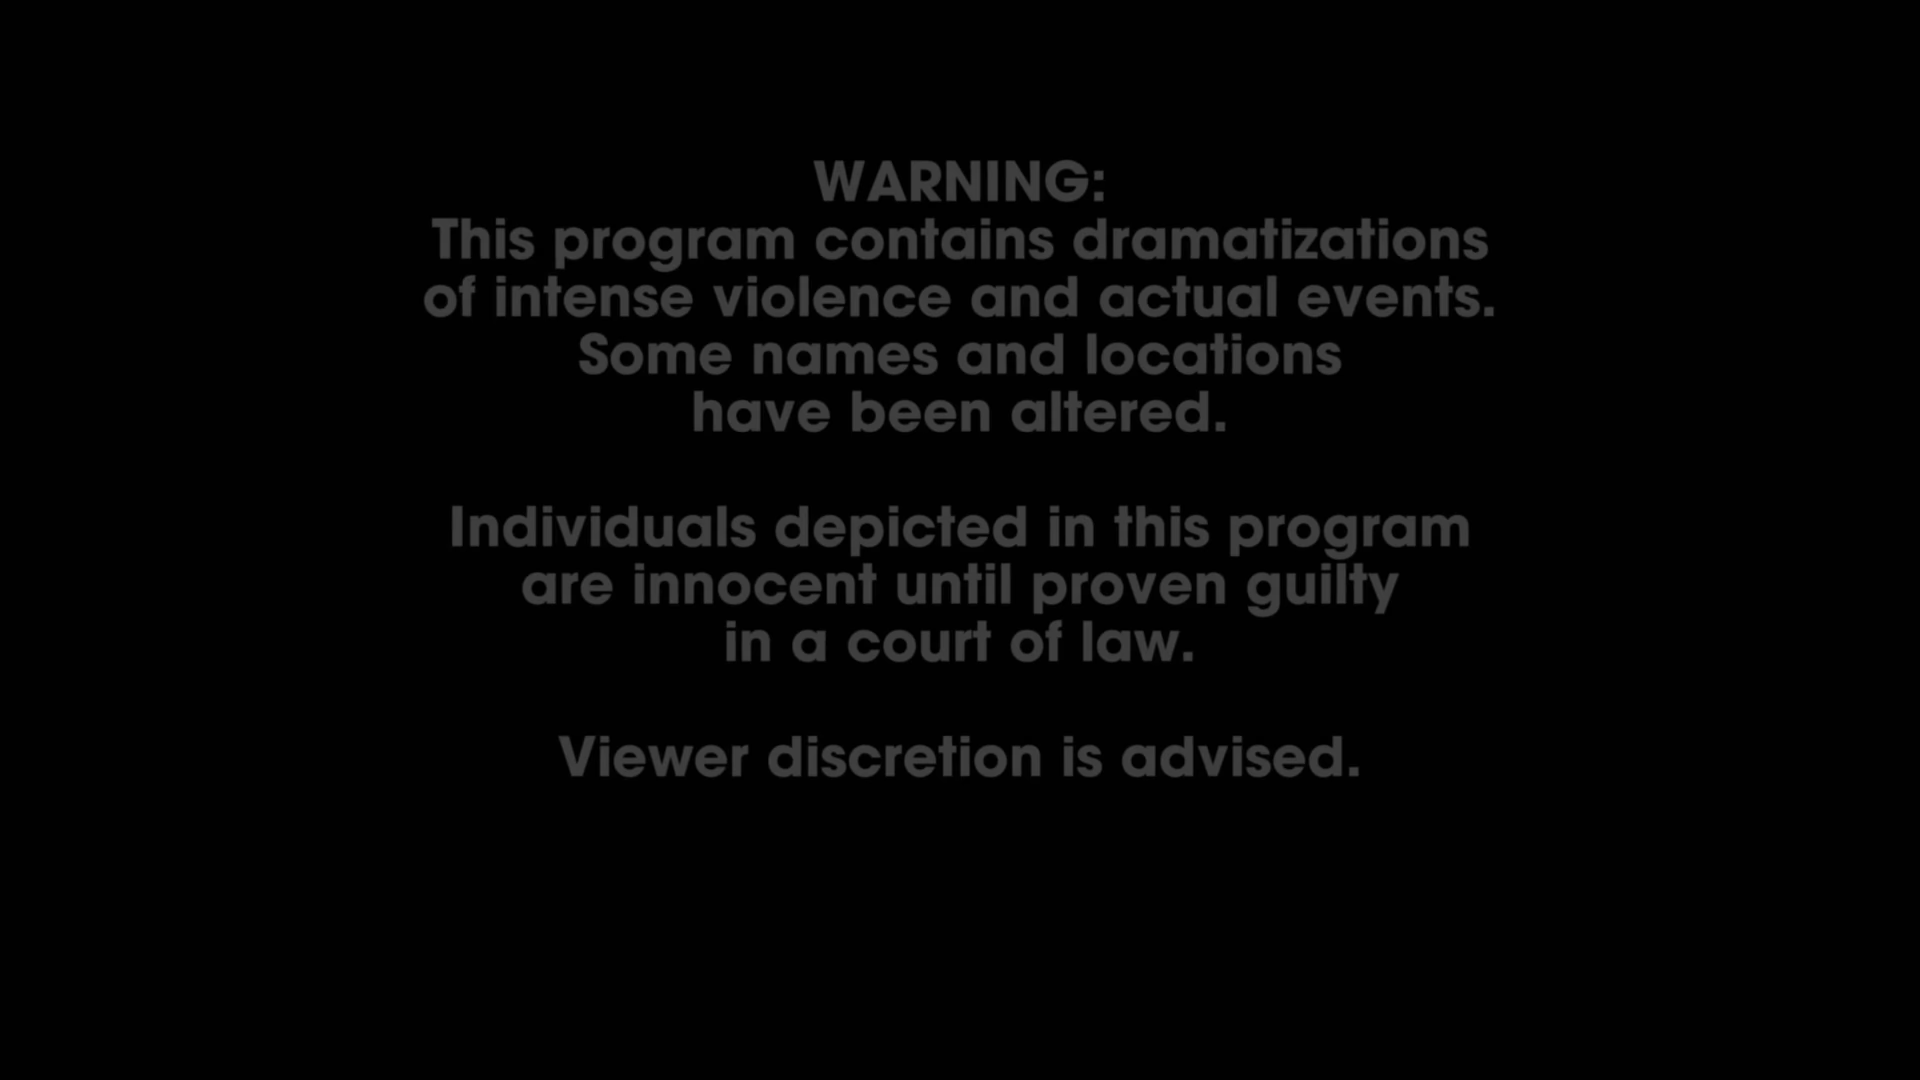 WARNING:
This program contains dramatizations
of intense violence and actual events.
Some names and locations
have been altered.
Individuals depicted in this program
are innocent until proven guilty
in a court of law.
Viewer discretion is advised.